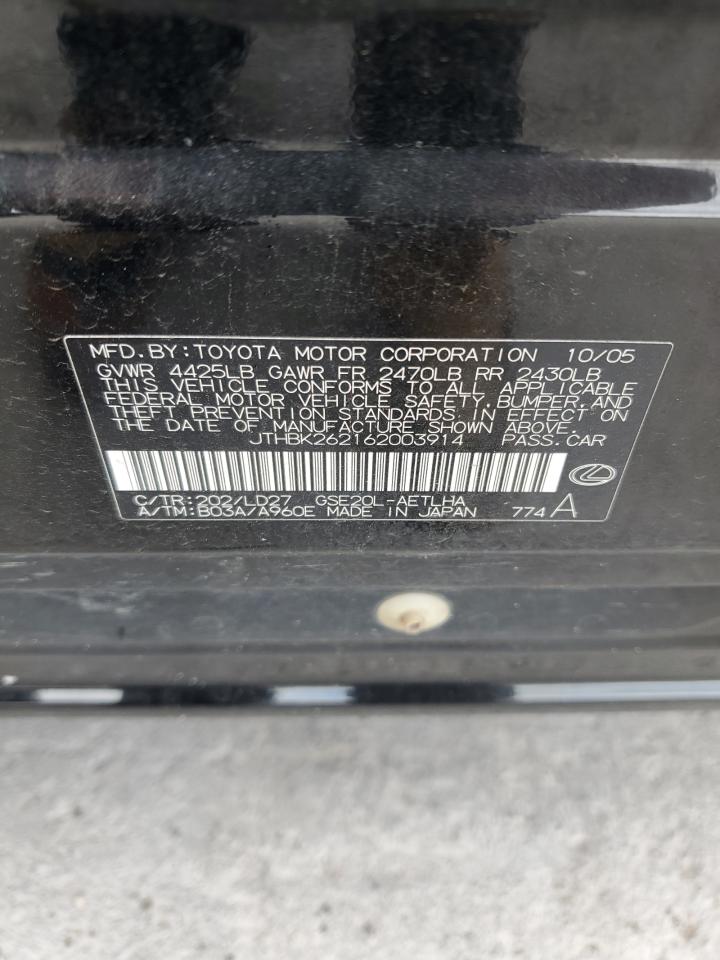 MFD.BY:TOYOTA MOTOR CORPORATION 10/05
GVWR 4425LB GAWR FR 2470LB RR 2430LB
THIS VEHICLE CONFORMS TO ALL APPLICABLE
FEDERAL MOTOR VEHICLE SAFETY, BUMPER, AND
THEFT PREVENTION STANDARDS IN EFFECT ON
THE DATE OF MANUFACTURE SHOWN ABOVE.
JTHBK262162003914 PASS.CAR
C/TR:202/LD27 GSE20L-AETLHA
A/TM:B03A/A960E MADE IN JAPAN 774 A